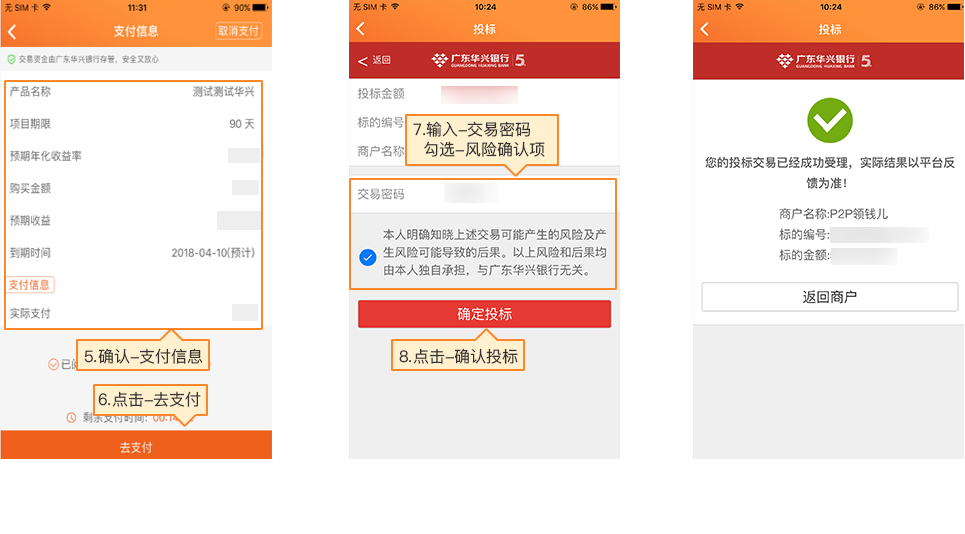 无 SIM 卡
11:31
90%
支付信息
取消支付
交易资金由广东华兴银行存管，安全又放心
产品名称
测试测试华兴
项目期限
90 天
预期年化收益率
购买金额
预期收益
到期时间
2018-04-10(预计)
支付信息
实际支付
5.确认–支付信息
6.点击–去支付
剩余支付时间:
去支付
无 SIM 卡
10:24
86%
投标
返回
广东华兴银行
GUANGDONG HUAXING BANK
5
投标金额
标的编号
商户名称
7.输入–交易密码
勾选–风险确认项
交易密码
本人明确知晓上述交易可能产生的风险及产
生风险可能导致的后果。以上风险和后果均
由本人独自承担，与广东华兴银行无关。
确定投标
8.点击–确认投标
无 SIM 卡
10:24
86%
投标
广东华兴银行
GUANGDONG HUAXING BANK
5
您的投标交易已经成功受理，实际结果以平台反
馈为准！
商户名称:P2P领钱儿
标的编号:
标的金额:
返回商户